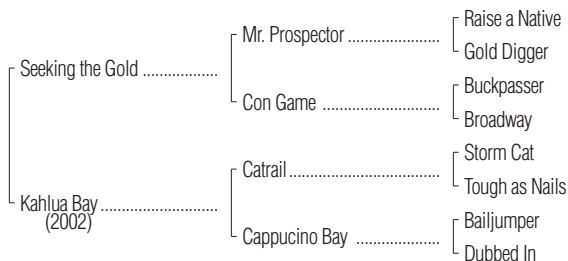 Raise a Native
Mr. Prospector ......................
Gold Digger
Seeking the Gold ..................
Buckpasser
Con Game ............................
Broadway
Storm Cat
Catrail....................................
Tough as Nails
Kahlua Bay ............................
(2002)
Bailjumper
Cappucino Bay ....................
Dubbed In